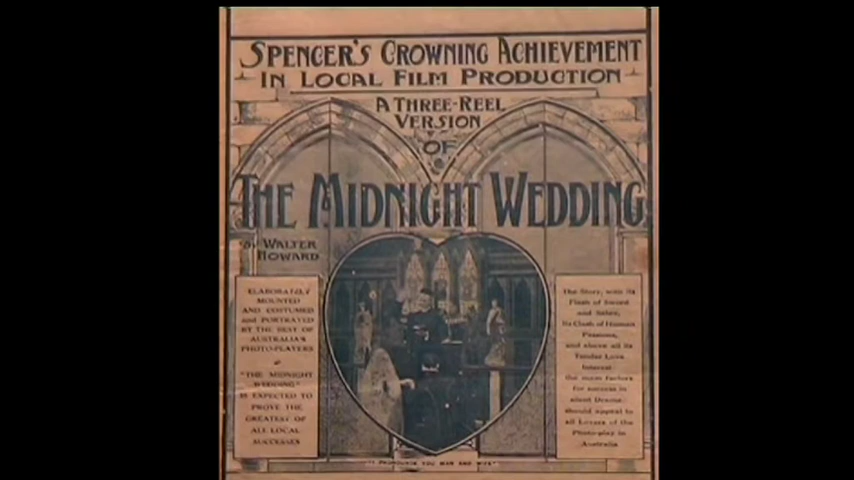 SPENCER'S CROWNING ACHIEVEMENT
IN LOCAL FILM PRODUCTION
A THREE-REEL
VERSION
OF
THE MIDNIGHT WEDDING
By WALTER
HOWARD
ELABORATELY
MOUNTED
AND COSTUMED
and PORTRAYED
BY THE BEST OF
AUSTRALIA'S
PHOTO-PLAYERS
"THE MIDNIGHT
WEDDING"
IS EXPECTED TO
PROVE THE
GREATEST OF
ALL LOCAL
SUCCESSES
The Story, with its
Flash of Sword
and Sabre,
Its Clash of Human
Passions,
and above all its
Tender Love
Interest
the main factors
for success in
silent Drama
should appeal to
all Lovers of the
Photo-play in
Australia
"I PRONOUNCE YOU MAN AND WIFE"